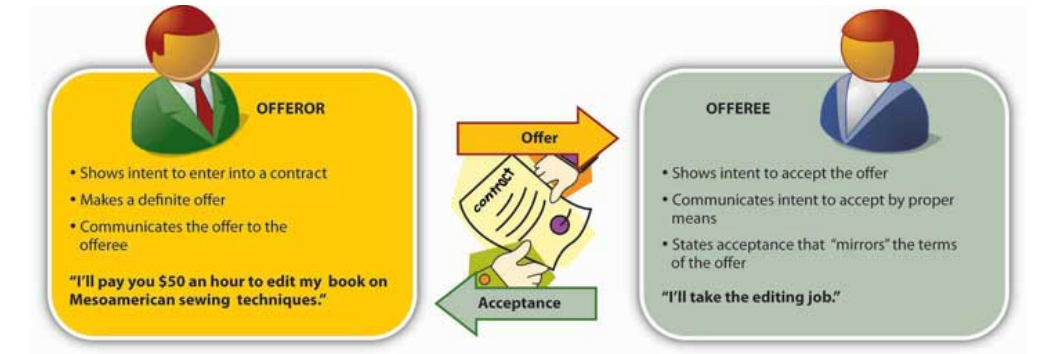 OFFEROR
• Shows intent to enter into a contract
• Makes a definite offer
• Communicates the offer to the
offeree
“I’ll pay you $50 an hour to edit my book on
Mesoamerican sewing techniques.”
Offer
contract
Acceptance
OFFEREE
• Shows intent to accept the offer
• Communicates intent to accept by proper
means
• States acceptance that “mirrors” the terms
of the offer
“I’ll take the editing job.”